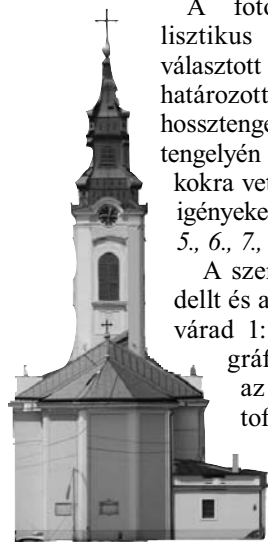 A fotó
lisztikus
választott
határozott
hossztenge
tengelyén
kokra vet
igényeke
5., 6., 7.,
A szer
dellt és a
várad 1:
gráf
az
tof